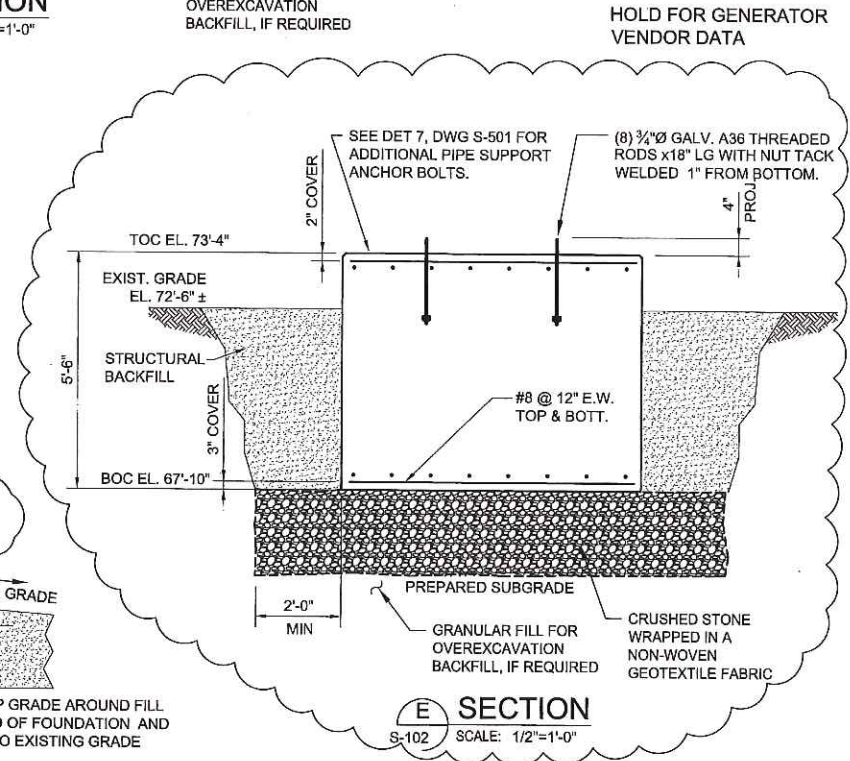 ION
=1'-0"
OVEREXCAVATION
BACKFILL, IF REQUIRED
HOLD FOR GENERATOR
VENDOR DATA
SEE DET 7, DWG S-501 FOR
ADDITIONAL PIPE SUPPORT
ANCHOR BOLTS.
(8) ¾"Ø GALV. A36 THREADED
RODS x18" LG WITH NUT TACK
WELDED 1" FROM BOTTOM.
2" COVER
4"
PROJ.
TOC EL. 73'-4"
EXIST. GRADE
EL. 72'-6" ±
5'-6"
STRUCTURAL
BACKFILL
3" COVER
#8 @ 12" E.W.
TOP & BOTT.
BOC EL. 67'-10"
PREPARED SUBGRADE
GRADE
2'-0"
MIN
GRANULAR FILL FOR
OVEREXCAVATION
BACKFILL, IF REQUIRED
CRUSHED STONE
WRAPPED IN A
NON-WOVEN
GEOTEXTILE FABRIC
P GRADE AROUND FILL
OF FOUNDATION AND
O EXISTING GRADE
E
S-102
SECTION
SCALE: 1/2"=1'-0"